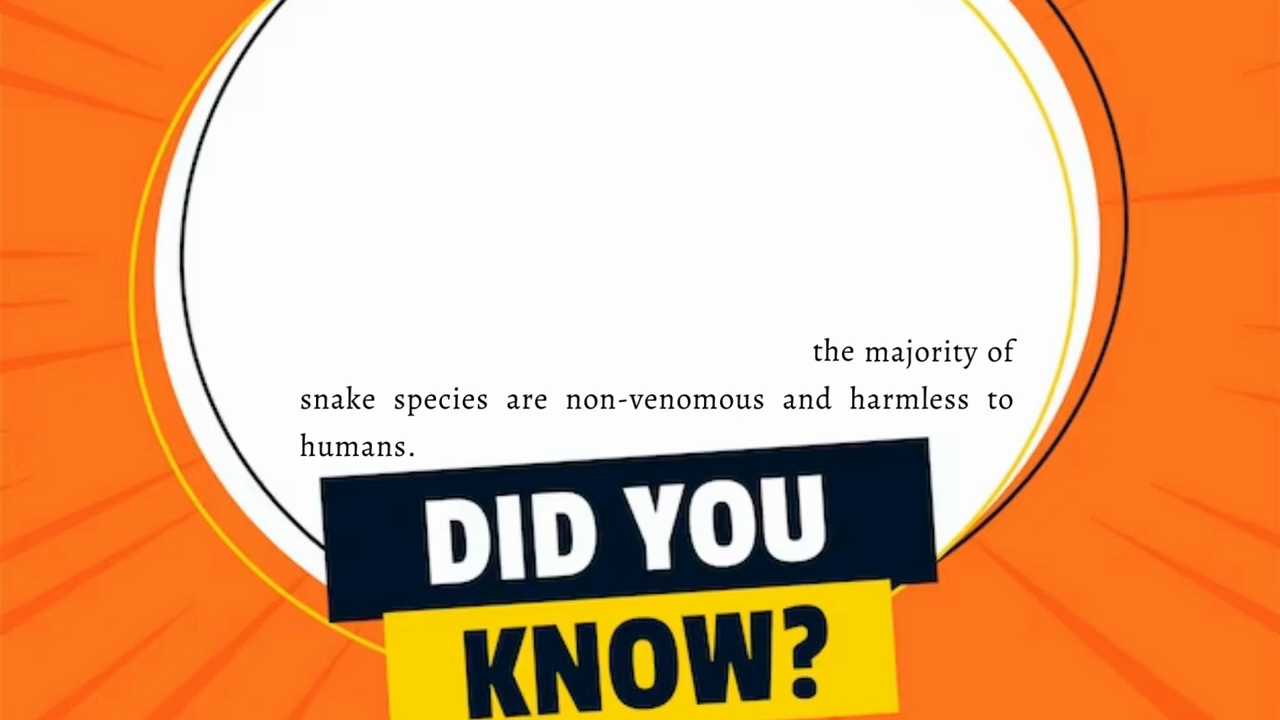 the majority of
snake species are non-venomous and harmless to
humans.
DID YOU
KNOW?